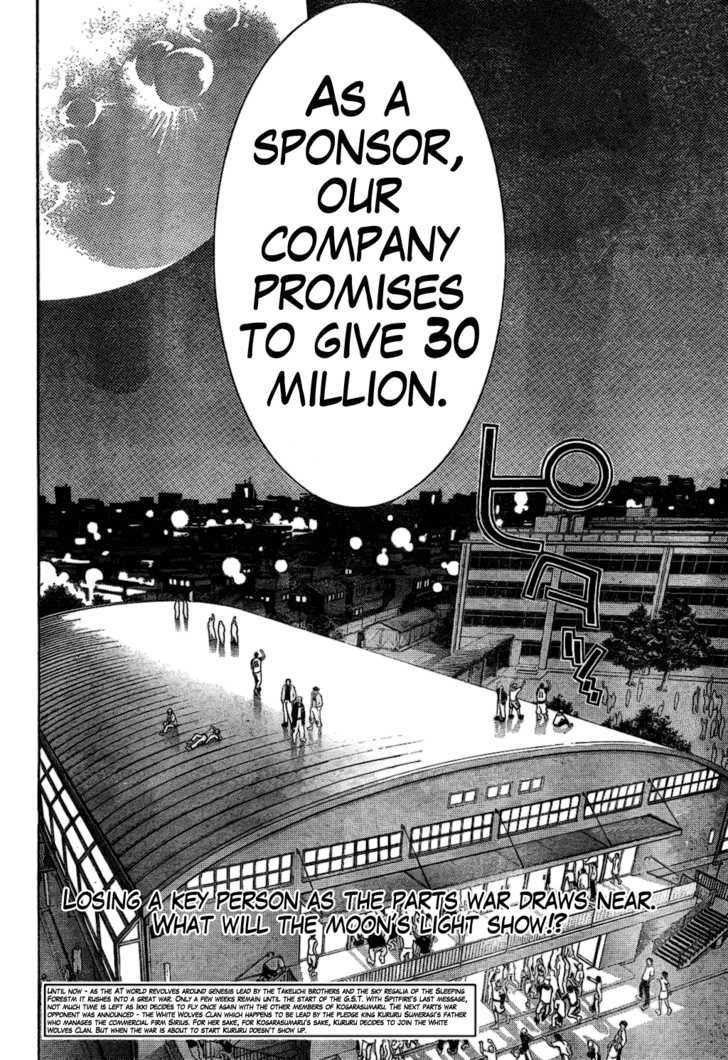 AS A
SPONSOR,
OUR
COMPANY
PROMISES
TO GIVE 30
MILLION.
ピタッ
LOSING A KEY PERSON AS THE PARTS WAR DRAWS NEAR.
WHAT WILL THE MOON'S LIGHT SHOW!?
UNTIL NOW - AS THE AT WORLD REVOLVES AROUND GENESIS LEAD BY THE TAKEUCHI BROTHERS AND THE SKY REGALIA OF THE SLEEPING
FORESTM IT RUSHES INTO A GREAT WAR. ONLY A FEW WEEKS REMAIN UNTIL THE START OF THE G.S.T. WITH SPITFIRE'S LAST MESSAGE,
NOT MUCH TIME IS LEFT AS IKKI DECIDES TO FLY ONCE AGAIN WITH THE OTHER MEMBERS OF KOGARASUMARU. THE NEXT PARTS WAR
OPPONENT WAS ANNOUNCED - THE WHITE WOLVES CLAN WHICH HAPPENS TO BE LEAD BY THE PLEDGE KING KURURU SUMERAGI'S FATHER
WHO MANAGES THE COMMERCIAL FIRM SIRIUS. FOR HER SAKE, FOR KOGARASUMARU'S SAKE, KURURU DECIDES TO JOIN THE WHITE
WOLVES CLAN. BUT WHEN THE WAR IS ABOUT TO START KURURU DOESN'T SHOW UP.